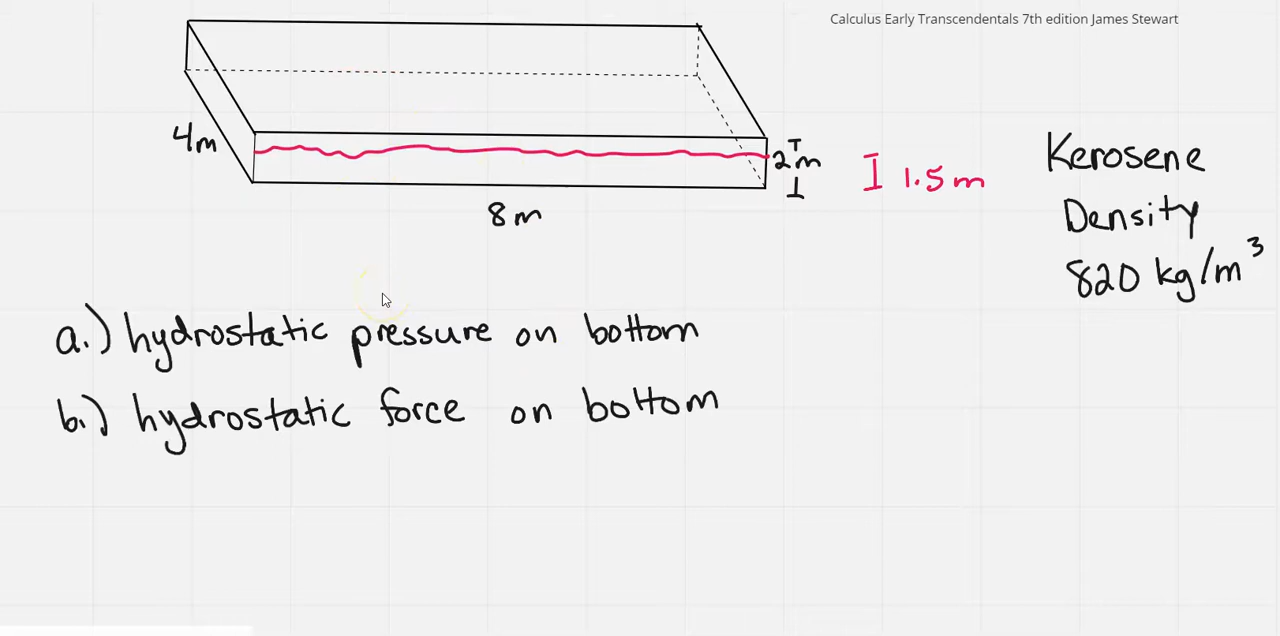 Calculus Early Transcendentals 7th edition James Stewart
4m
2m
1.5 m
8 m
Kerosene
Density
820 kg/m³
a.) hydrostatic pressure on bottom
b.) hydrostatic force on bottom